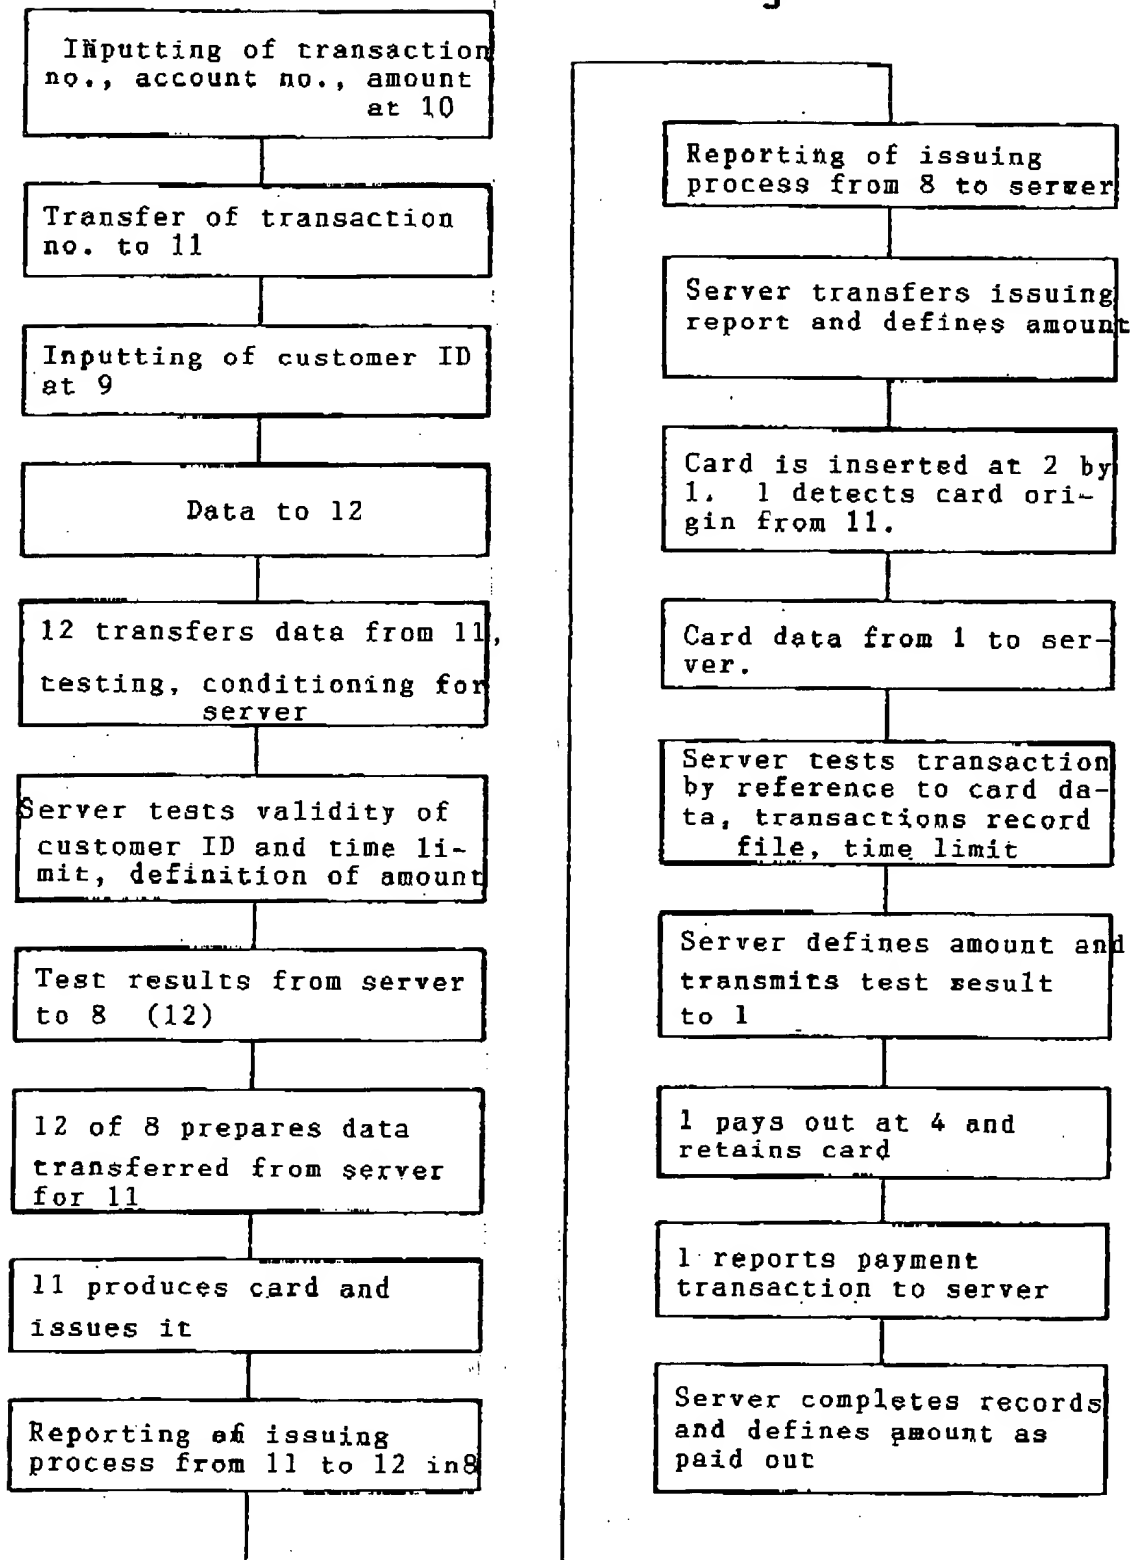 Inputting of transaction
no., account no., amount
at 10
Transfer of transaction
no. to 11
Inputting of customer ID
at 9
Data to 12
12 transfers data from 11,
testing, conditioning for
server
Server tests validity of
customer ID and time li-
mit, definition of amount
Test results from server
to 8 (12)
12 of 8 prepares data
transferred from server
for 11
11 produces card and
issues it
Reporting of issuing
process from 11 to 12 in8
Reporting of issuing
process from 8 to server
Server transfers issuing
report and defines amount
Card is inserted at 2 by
1. 1 detects card ori-
gin from 11.
Card data from 1 to ser-
ver.
Server tests transaction
by reference to card da-
ta, transactions record
file, time limit
Server defines amount and
transmits test result
to 1
1 pays out at 4 and
retains card
1 reports payment
transaction to server
Server completes records
and defines amount as
paid out